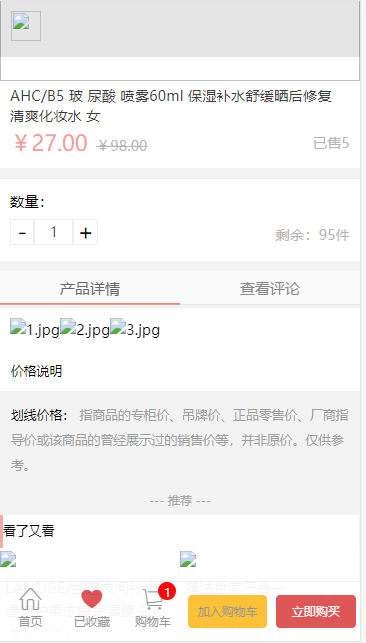 AHC/B5 玻 尿酸 喷雾60ml 保湿补水舒缓晒后修复
清爽化妆水 女
￥27.00 ￥98.00 已售5
数量：
- 1 + 剩余：95件
产品详情 查看评论
1.jpg 2.jpg 3.jpg
价格说明
划线价格： 指商品的专柜价、吊牌价、正品零售价、厂商指
导价或该商品的曾经展示过的销售价等，并非原价。仅供参
考。
--- 推荐 ---
看了又看
1
首页 已收藏 购物车 加入购物车 立即购买